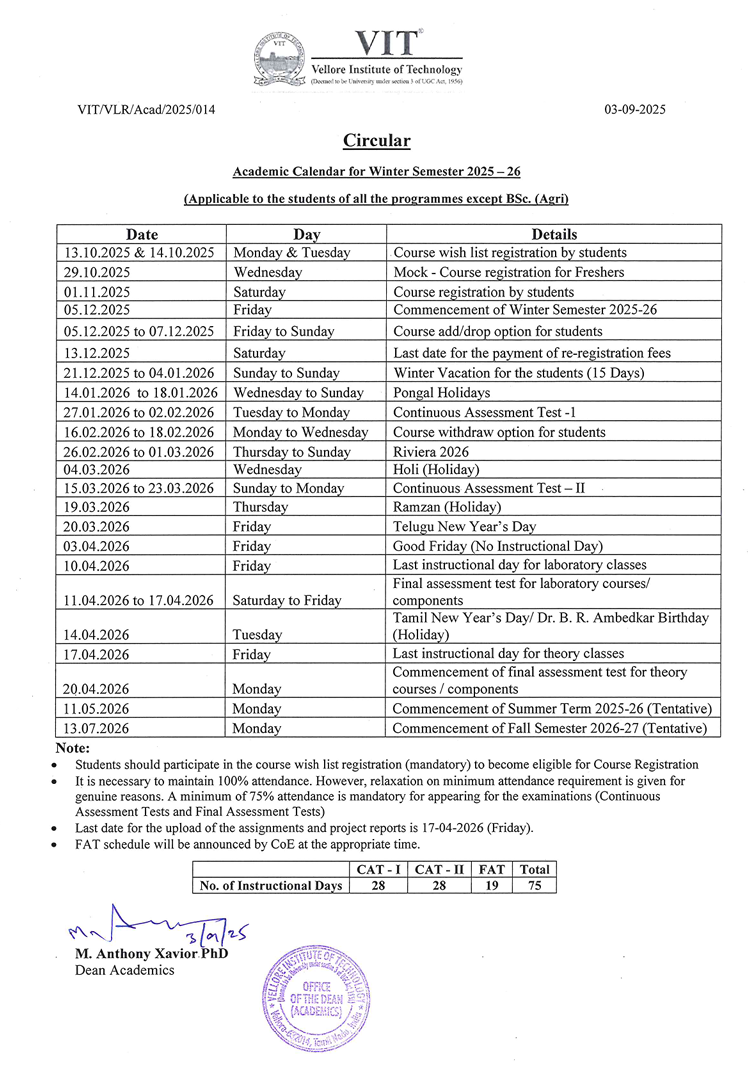 VIT
VIT®
Vellore Institute of Technology
(Deemed to be University under section 3 of UGC Act, 1956)
VIT/VLR/Acad/2025/014 03-09-2025
Circular
Academic Calendar for Winter Semester 2025 – 26
(Applicable to the students of all the programmes except BSc. (Agri)
Date Day Details
13.10.2025 & 14.10.2025 Monday & Tuesday Course wish list registration by students
29.10.2025 Wednesday Mock - Course registration for Freshers
01.11.2025 Saturday Course registration by students
05.12.2025 Friday Commencement of Winter Semester 2025-26
05.12.2025 to 07.12.2025 Friday to Sunday Course add/drop option for students
13.12.2025 Saturday Last date for the payment of re-registration fees
21.12.2025 to 04.01.2026 Sunday to Sunday Winter Vacation for the students (15 Days)
14.01.2026 to 18.01.2026 Wednesday to Sunday Pongal Holidays
27.01.2026 to 02.02.2026 Tuesday to Monday Continuous Assessment Test -1
16.02.2026 to 18.02.2026 Monday to Wednesday Course withdraw option for students
26.02.2026 to 01.03.2026 Thursday to Sunday Riviera 2026
04.03.2026 Wednesday Holi (Holiday)
15.03.2026 to 23.03.2026 Sunday to Monday Continuous Assessment Test – II
19.03.2026 Thursday Ramzan (Holiday)
20.03.2026 Friday Telugu New Year's Day
03.04.2026 Friday Good Friday (No Instructional Day)
10.04.2026 Friday Last instructional day for laboratory classes
Final assessment test for laboratory courses/
11.04.2026 to 17.04.2026 Saturday to Friday components
Tamil New Year's Day/ Dr. B. R. Ambedkar Birthday
14.04.2026 Tuesday (Holiday)
17.04.2026 Friday Last instructional day for theory classes
Commencement of final assessment test for theory
20.04.2026 Monday courses / components
11.05.2026 Monday Commencement of Summer Term 2025-26 (Tentative)
13.07.2026 Monday Commencement of Fall Semester 2026-27 (Tentative)
Note:
• Students should participate in the course wish list registration (mandatory) to become eligible for Course Registration
• It is necessary to maintain 100% attendance. However, relaxation on minimum attendance requirement is given for
genuine reasons. A minimum of 75% attendance is mandatory for appearing for the examinations (Continuous
Assessment Tests and Final Assessment Tests)
• Last date for the upload of the assignments and project reports is 17-04-2026 (Friday).
• FAT schedule will be announced by CoE at the appropriate time.
CAT - I CAT - II FAT Total
No. of Instructional Days 28 28 19 75
3/09/25
M. Anthony Xavior PhD
Dean Academics
VELLORE INSTITUTE OF TECHNOLOGY
OFFICE
OF THE DEAN
(ACADEMICS)
Vellore-632014, Tamil Nadu, India